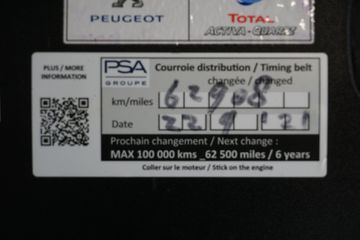 PEUGEOT
TOTAL
ACTIVA - QUARTZ
PLUS / MORE
INFORMATION
PSA
GROUPE
Courroie distribution / Timing belt
changée / changed
km/miles 62908
Date 22 9 '21
Prochain changement / Next change :
MAX 100 000 kms _62 500 miles / 6 years
Coller sur le moteur / Stick on the engine